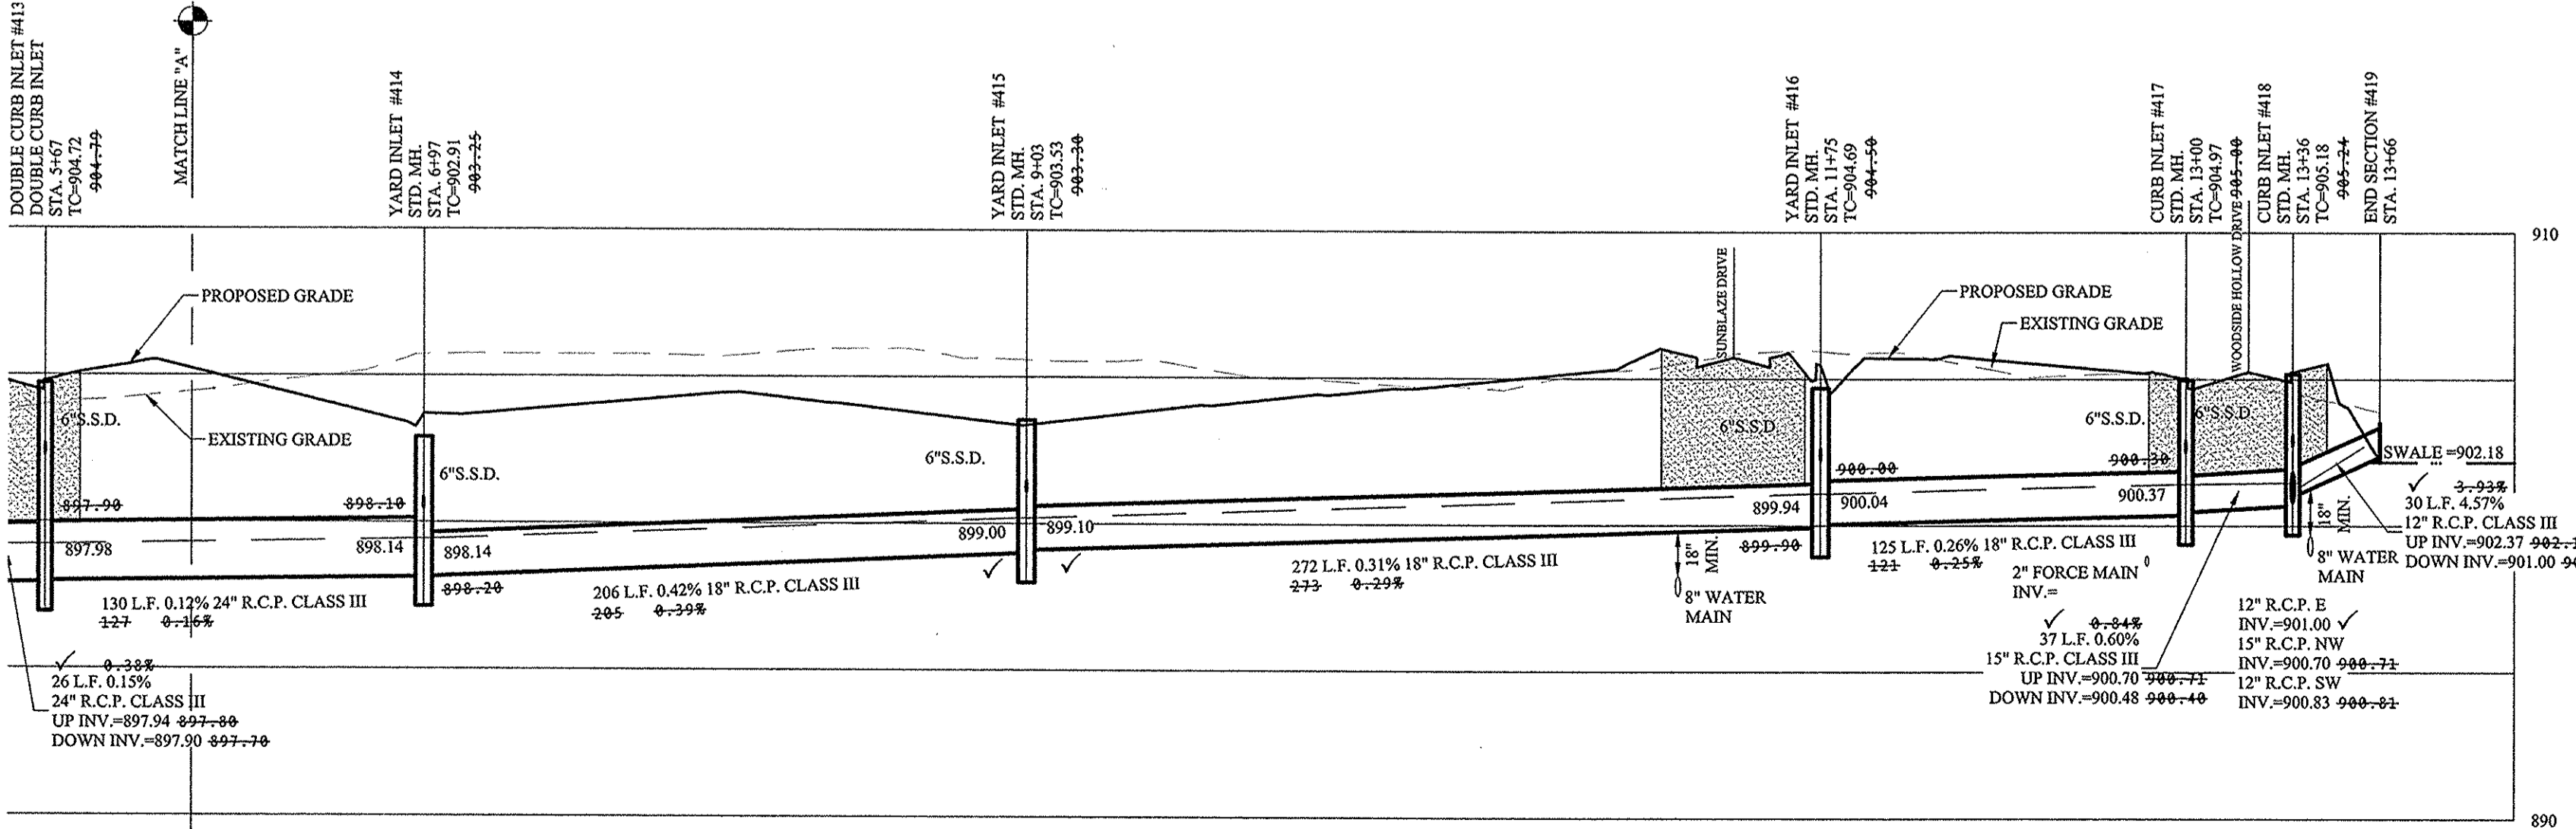 DOUBLE CURB INLET #413
DOUBLE CURB INLET
STA. 5+67
TC=904.72
904.79
MATCH LINE "A"
YARD INLET #414
STD. MH.
STA. 6+97
TC=902.91
903.25
YARD INLET #415
STD. MH.
STA. 9+03
TC=903.53
903.30
YARD INLET #416
STD. MH.
STA. 11+75
TC=904.69
904.50
CURB INLET #417
STD. MH.
STA. 13+00
TC=904.97
905.00
WOODSIDE HOLLOW DRIVE
CURB INLET #418
STD. MH.
STA. 13+36
TC=905.18
905.24
END SECTION #419
STA. 13+66
910
SUNBLAZE DRIVE
PROPOSED GRADE
EXISTING GRADE
PROPOSED GRADE
EXISTING GRADE
6"S.S.D.
6"S.S.D.
6"S.S.D.
6"S.S.D.
6"S.S.D.
6"S.S.D.
897.90
897.98
898.10
898.14
898.14
898.20
899.00
899.10
899.94
899.90
900.00
900.04
900.30
900.37
130 L.F. 0.12% 24" R.C.P. CLASS III
127 0.16%
206 L.F. 0.42% 18" R.C.P. CLASS III
205 0.39%
272 L.F. 0.31% 18" R.C.P. CLASS III
273 0.29%
18"
MIN.
8" WATER
MAIN
125 L.F. 0.26% 18" R.C.P. CLASS III
121 0.25%
2" FORCE MAIN
INV.=
✓ 0.84%
37 L.F. 0.60%
15" R.C.P. CLASS III
UP INV.=900.70 900.71
DOWN INV.=900.48 900.40
18"
MIN.
8" WATER
MAIN
12" R.C.P. E
INV.=901.00 ✓
15" R.C.P. NW
INV.=900.70 900.71
12" R.C.P. SW
INV.=900.83 900.81
SWALE =902.18
✓ 3.93%
30 L.F. 4.57%
12" R.C.P. CLASS III
UP INV.=902.37
DOWN INV.=901.00
✓ 0.38%
26 L.F. 0.15%
24" R.C.P. CLASS III
UP INV.=897.94 897.80
DOWN INV.=897.90 897.70
890